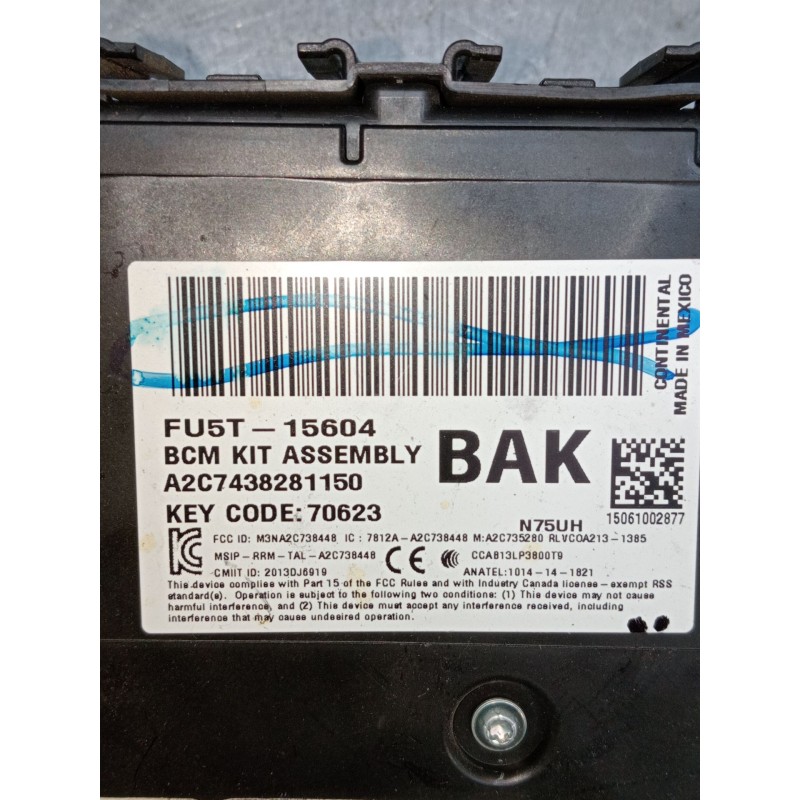 CONTINENTAL
MADE IN MEXICO
FU5T-15604
BCM KIT ASSEMBLY
BAK
A2C7438281150
KEY CODE: 70623
N75UH
15061002877
FCC ID: M3NA2C738448 IC : 7812A-A2C738448 M:A2C735280 RLVCOA213-1385
MSIP-RRM-TAL-A2C738448
CE
CCAB13LP3800T9
CMIIT ID: 2013DJ6919
ANATEL:1014-14-1821
This device complies with Part 15 of the FCC Rules and with Industry Canada license - exempt RSS
standard(s). Operation is subject to the following two conditions: (1) This device may not cause
harmful interference, and (2) This device must accept any interference received, including
interference that may cause undesired operation.